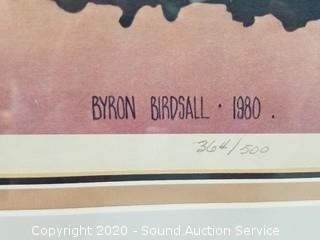 BYRON BIRDSALL · 1980 .
364/500
Copyright 2020 - Sound Auction Service